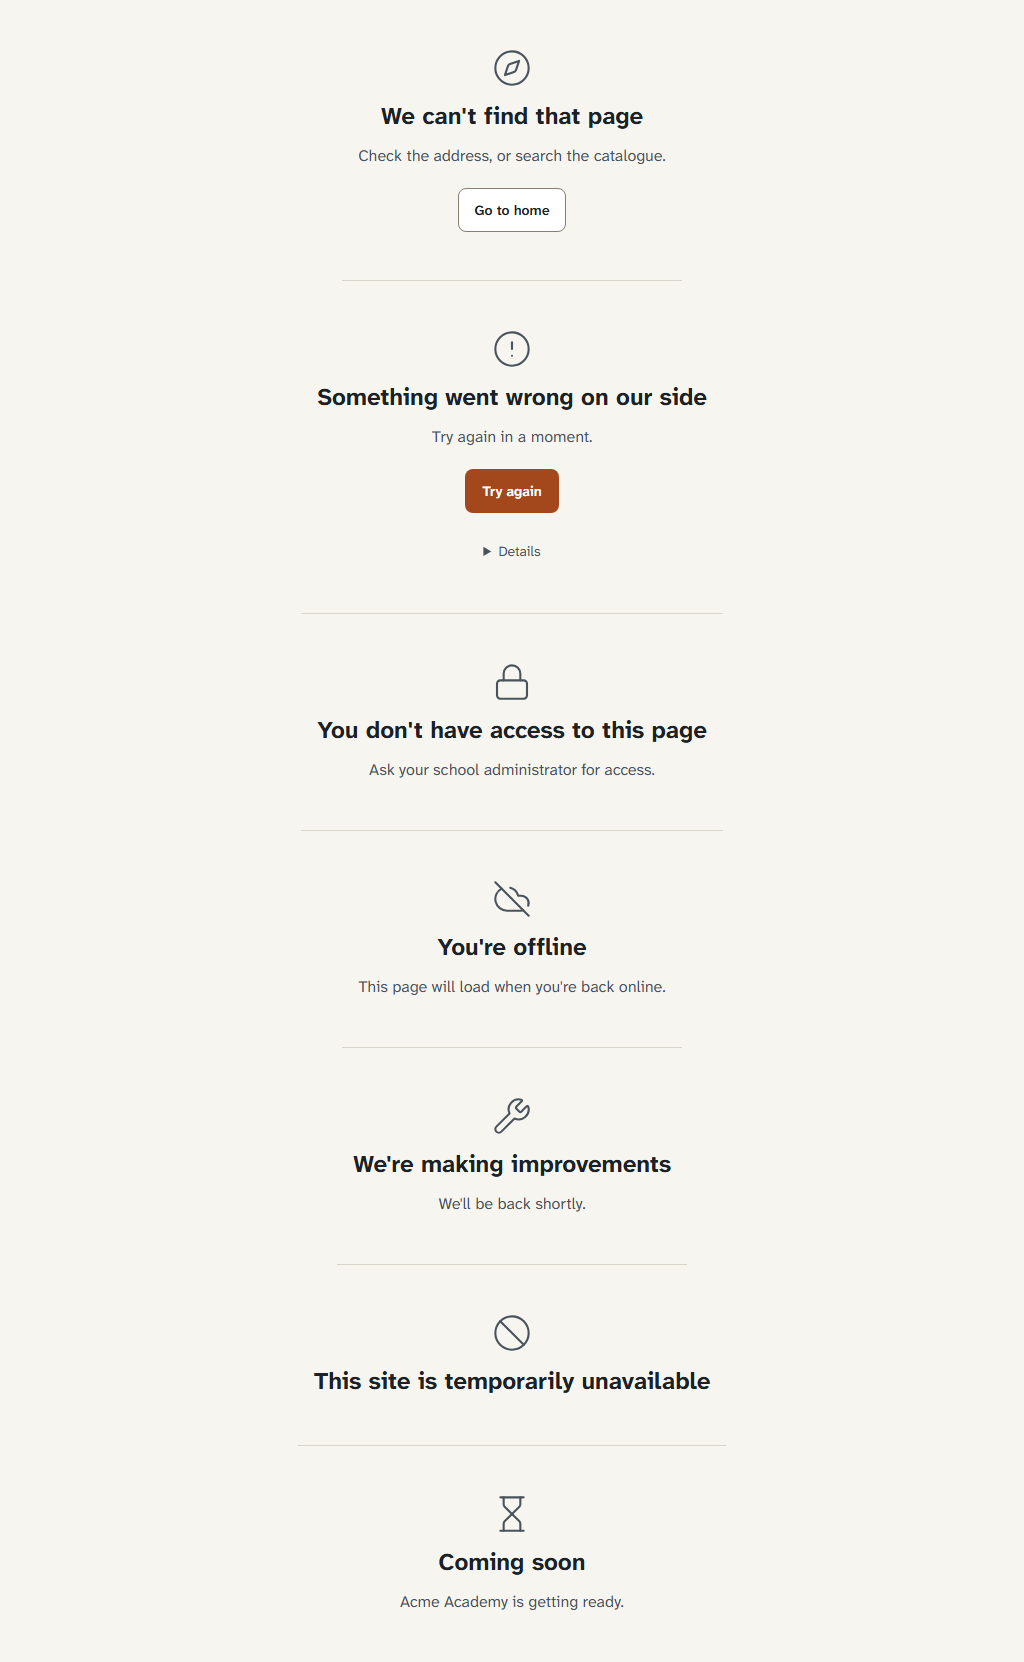 We can't find that page
Check the address, or search the catalogue.
Go to home
Something went wrong on our side
Try again in a moment.
Try again
Details
You don't have access to this page
Ask your school administrator for access.
You're offline
This page will load when you're back online.
We're making improvements
We'll be back shortly.
This site is temporarily unavailable
Coming soon
Acme Academy is getting ready.